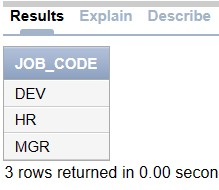 Results Explain Describe
JOB_CODE
DEV
HR
MGR
3 rows returned in 0.00 secon